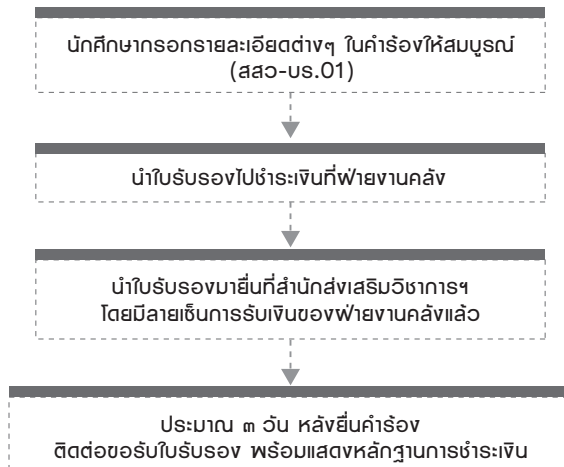 นักศึกษากรอกรายละเอียดต่างๆ ในคำร้องให้สมบูรณ์
(สสว-บร.01)
นำใบรับรองไปชำระเงินที่ฝ่ายงานคลัง
นำใบรับรองมายื่นที่สำนักส่งเสริมวิชาการฯ
โดยมีลายเซ็นการรับเงินของฝ่ายงานคลังแล้ว
ประมาณ ๓ วัน หลังยื่นคำร้อง
ติดต่อขอรับใบรับรอง พร้อมแสดงหลักฐานการชำระเงิน